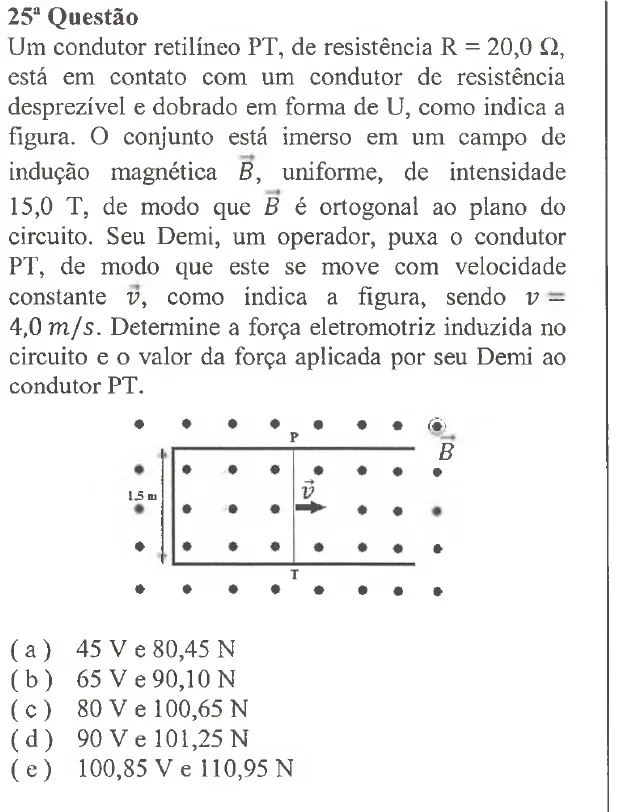 25ª Questão
Um condutor retilíneo PT, de resistência R = 20,0 Ω,
está em contato com um condutor de resistência
desprezível e dobrado em forma de U, como indica a
figura. O conjunto está imerso em um campo de
indução magnética B⃗, uniforme, de intensidade
15,0 T, de modo que B⃗ é ortogonal ao plano do
circuito. Seu Demi, um operador, puxa o condutor
PT, de modo que este se move com velocidade
constante v⃗, como indica a figura, sendo v =
4,0 m/s. Determine a força eletromotriz induzida no
circuito e o valor da força aplicada por seu Demi ao
condutor PT.
P
B⃗
1.5 m
v⃗
T
( a ) 45 V e 80,45 N
( b ) 65 V e 90,10 N
( c ) 80 V e 100,65 N
( d ) 90 V e 101,25 N
( e ) 100,85 V e 110,95 N